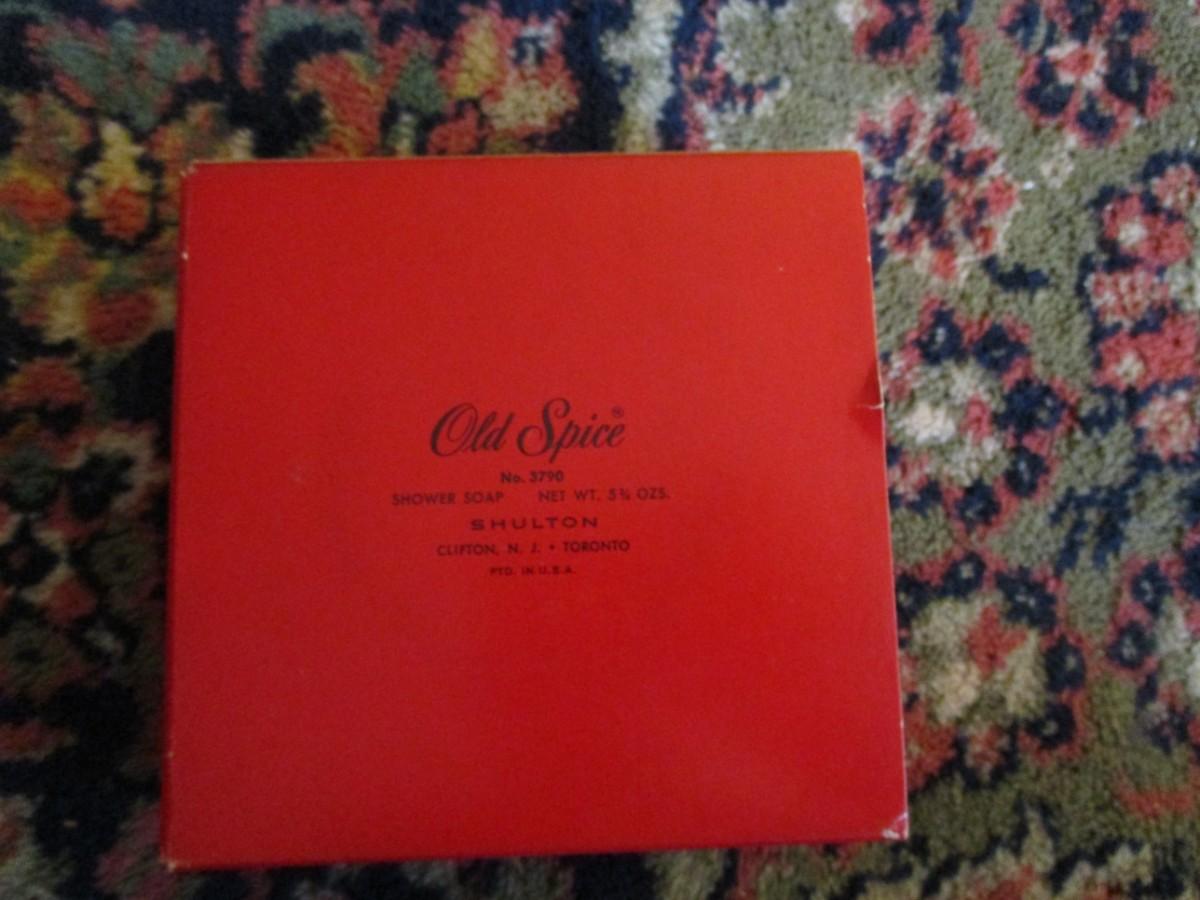 Old Spice®
No. 3790
SHOWER SOAP NET WT. 5¾ OZS.
SHULTON
CLIFTON, N. J. • TORONTO
PTD. IN U.S.A.